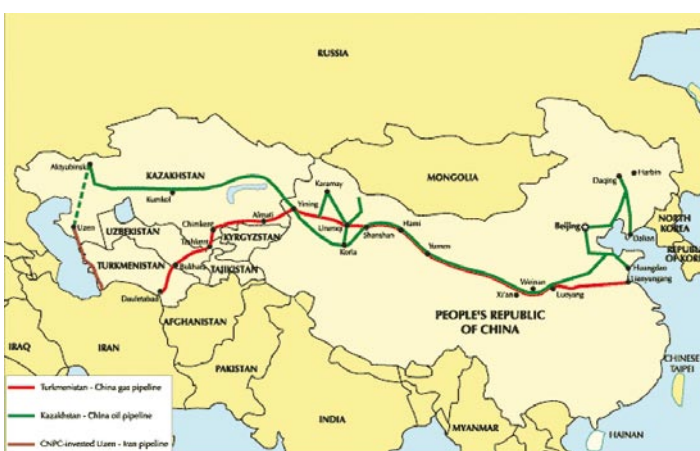 RUSSIA
Aktyubinsk
KAZAKHSTAN
Kumkol
Karamay
MONGOLIA
Daqing
Harbin
Uzen
UZBEKISTAN
Chimkent
Almati
Yining
Urumqi
Shanshan
Hami
Korla
Beijing
Dalian
NORTH
KOREA
REPUBLIC
OF KOREA
TURKMENISTAN
Tashkent
Bukhara
KYRGYZSTAN
TAJIKISTAN
Yumen
Dauletabad
Xi'an
Weinan
Luoyang
Huangdao
Lianyungang
AFGHANISTAN
PEOPLE'S REPUBLIC
OF CHINA
IRAQ
IRAN
PAKISTAN
INDIA
MYANMAR
CHINESE
TAIPEI
HAINAN
Turkmenistan - China gas pipeline
Kazakhstan - China oil pipeline
CNPC-invested Uzen - Iran pipeline